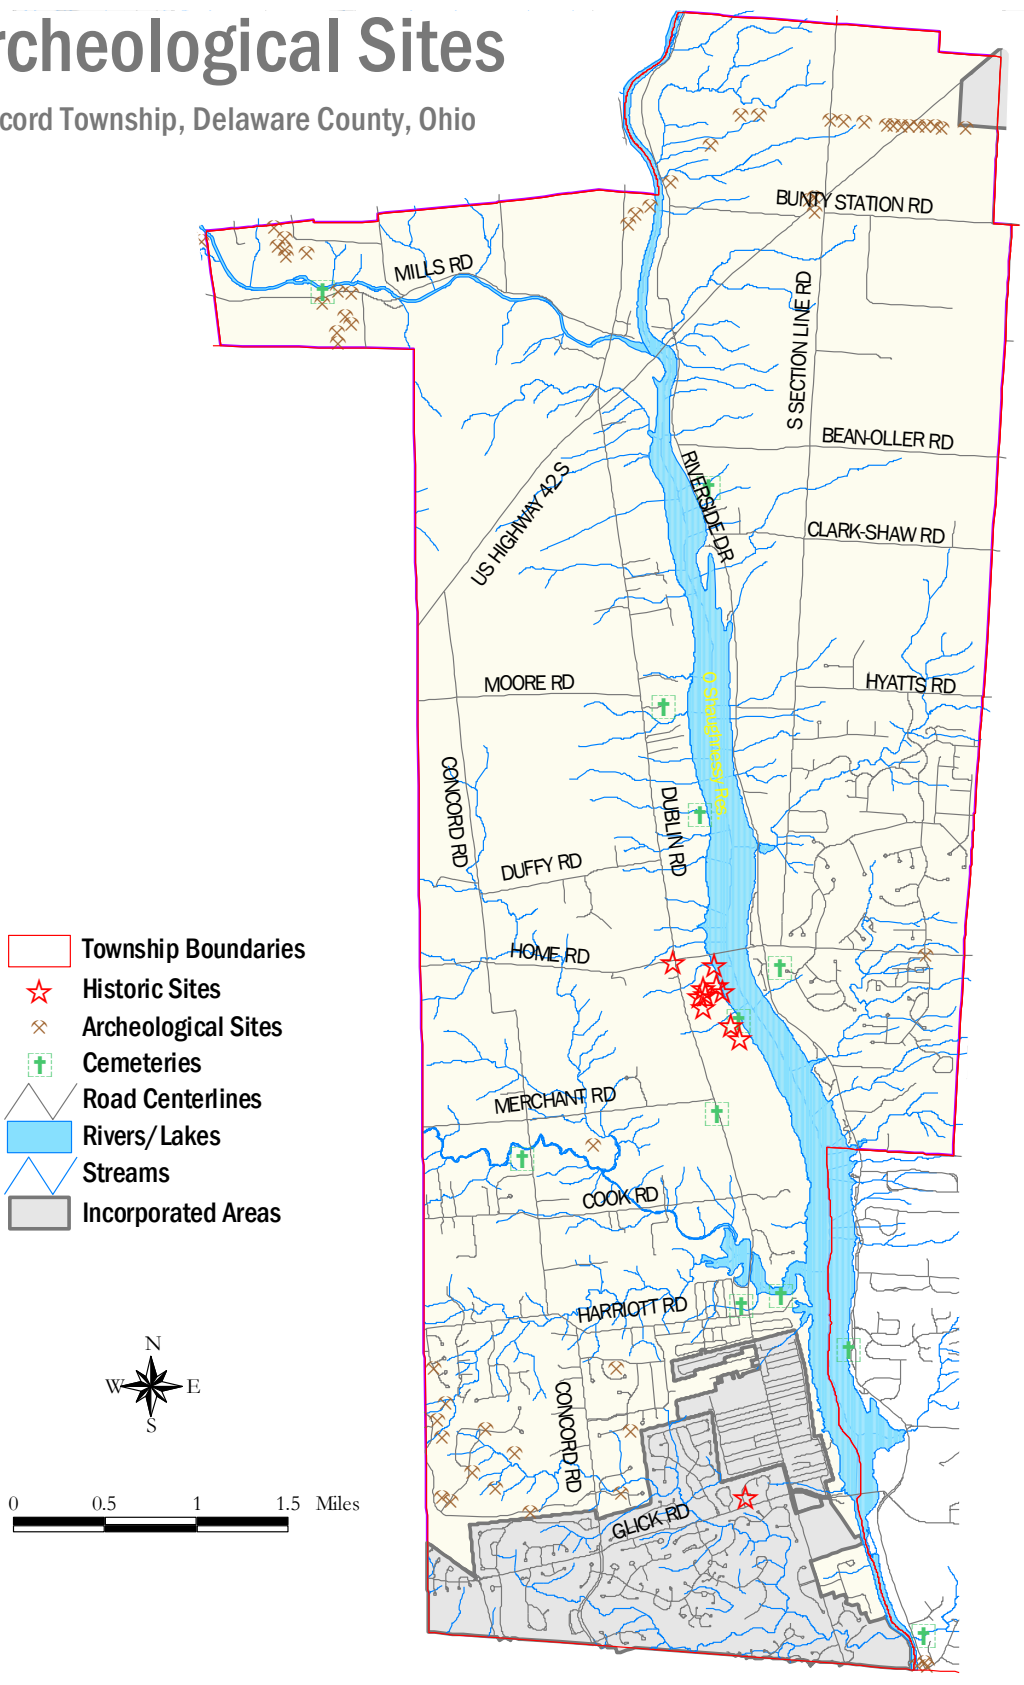 rcheological Sites
cord Township, Delaware County, Ohio
BUNTY STATION RD
MILLS RD
S SECTION LINE RD
BEAN-OLLER RD
RIVERSIDE DR
US HIGHWAY 42 S
CLARK-SHAW RD
MOORE RD
HYATTS RD
O Shaughnessy Res.
CONCORD RD
DUBLIN RD
DUFFY RD
HOME RD
Township Boundaries
Historic Sites
Archeological Sites
Cemeteries
Road Centerlines
Rivers/Lakes
Streams
Incorporated Areas
MERCHANT RD
COOK RD
HARRIOTT RD
N
W E
S
CONCORD RD
0 0.5 1 1.5 Miles
GLICK RD